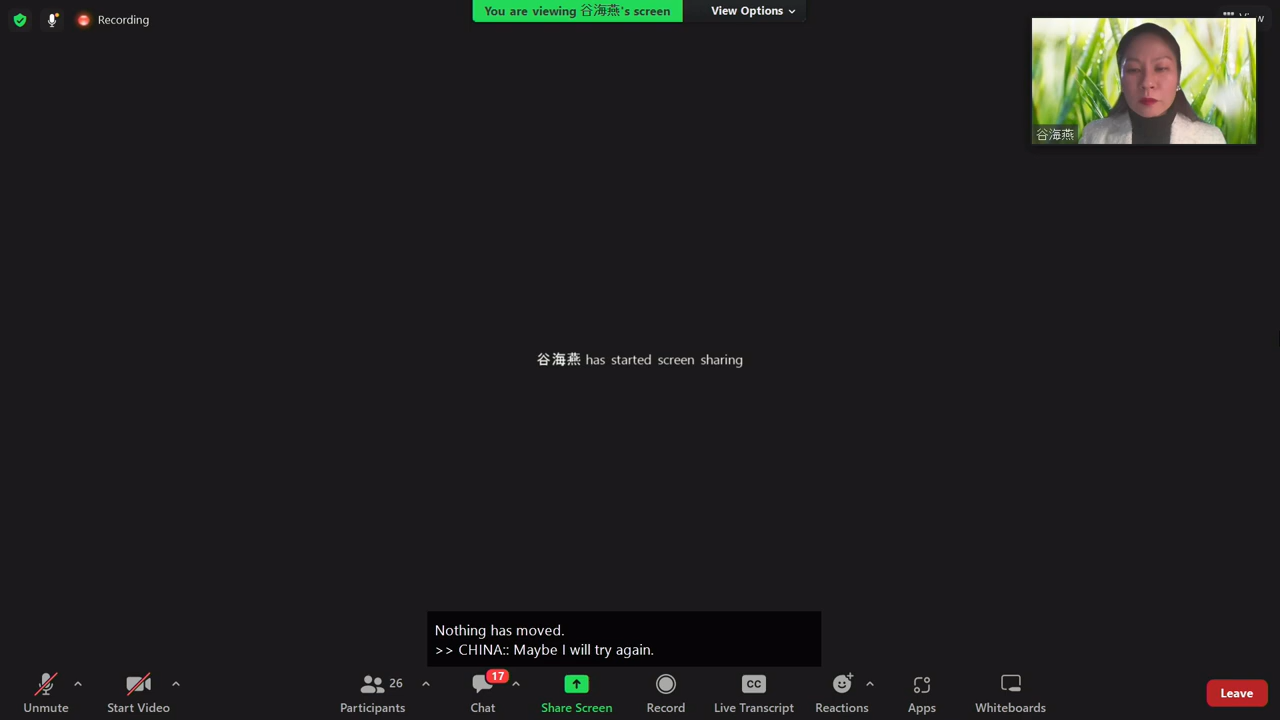 Recording
You are viewing 谷海燕's screen
View Options
谷海燕
谷海燕 has started screen sharing
Nothing has moved.
>> CHINA:: Maybe I will try again.
Unmute
Start Video
26
Participants
17
Chat
Share Screen
Record
CC
Live Transcript
Reactions
Apps
Whiteboards
Leave